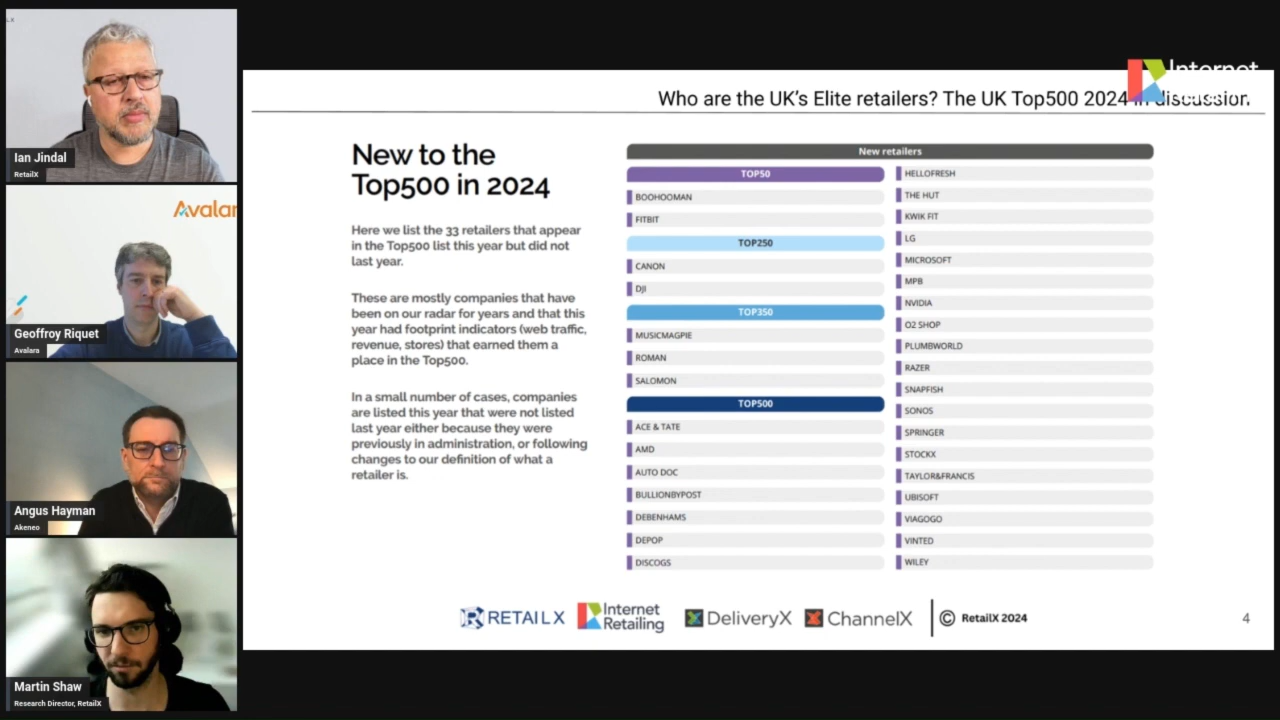 Ian Jindal
RetailX
Avalar
Geoffroy Riquet
Avalara
Angus Hayman
Akeneo
Martin Shaw
Research Director, RetailX
Internet
Who are the UK's Elite retailers? The UK Top500 2024 in discussion
New to the
Top500 in 2024
Here we list the 33 retailers that appear
in the Top500 list this year but did not
last year.
These are mostly companies that have
been on our radar for years and that this
year had footprint indicators (web traffic,
revenue, stores) that earned them a
place in the Top500.
In a small number of cases, companies
are listed this year that were not listed
last year either because they were
previously in administration, or following
changes to our definition of what a
retailer is.
New retailers
TOP50
BOOHOOMAN
FITBIT
TOP250
CANON
DJI
TOP350
MUSICMAGPIE
ROMAN
SALOMON
TOP500
ACE & TATE
AMD
AUTO DOC
BULLIONBYPOST
DEBENHAMS
DEPOP
DISCOGS
HELLOFRESH
THE HUT
KWIK FIT
LG
MICROSOFT
MPB
NVIDIA
O2 SHOP
PLUMBWORLD
RAZER
SNAPFISH
SONOS
SPRINGER
STOCKX
TAYLOR&FRANCIS
UBISOFT
VIAGOGO
VINTED
WILEY
RETAIL X
Internet
Retailing
DeliveryX
ChannelX
© RetailX 2024
4